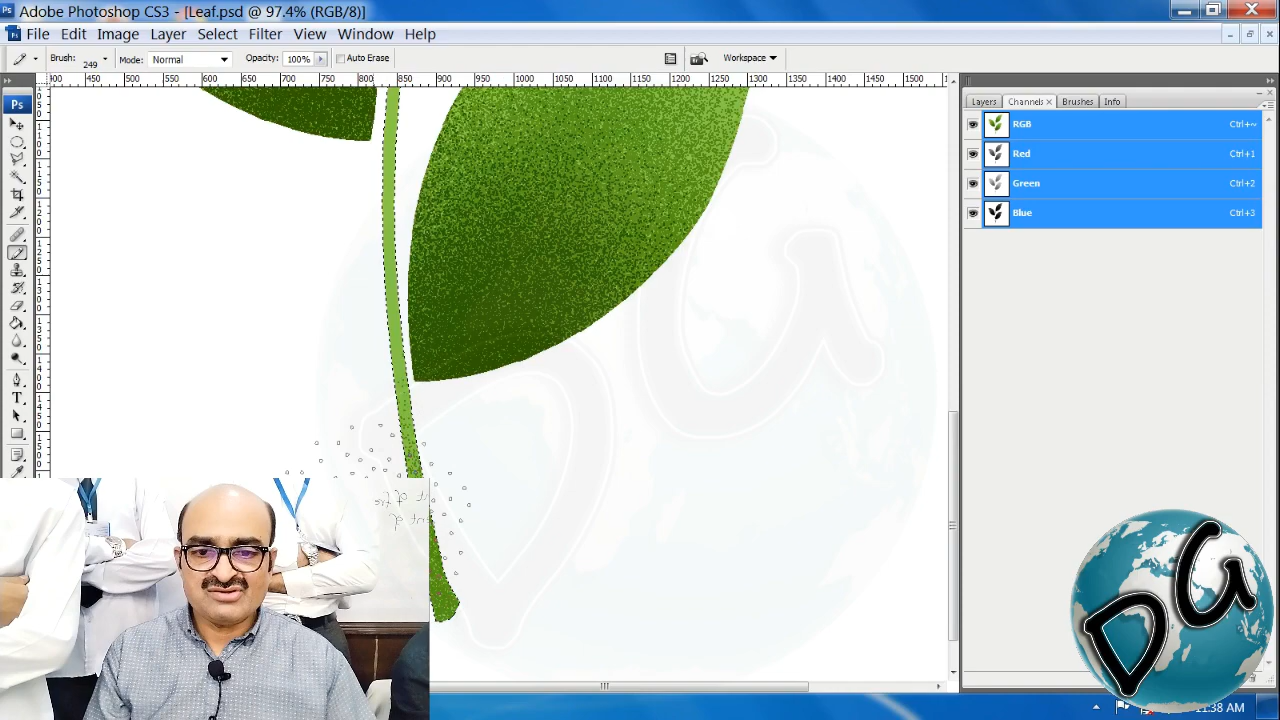 Adobe Photoshop CS3 - [Leaf.psd @ 97.4% (RGB/8)]
File Edit Image Layer Select Filter View Window Help
Brush: 249 Mode: Normal Opacity: 100% Auto Erase Workspace
400 450 500 550 600 650 700 750 800 850 900 950 1000 1050 1100 1150 1200 1250 1300 1350 1400 1450 1500
Layers Channels Brushes Info
Ps
RGB Ctrl+~
Red Ctrl+1
Green Ctrl+2
Blue Ctrl+3
DU
DU
11:38 AM